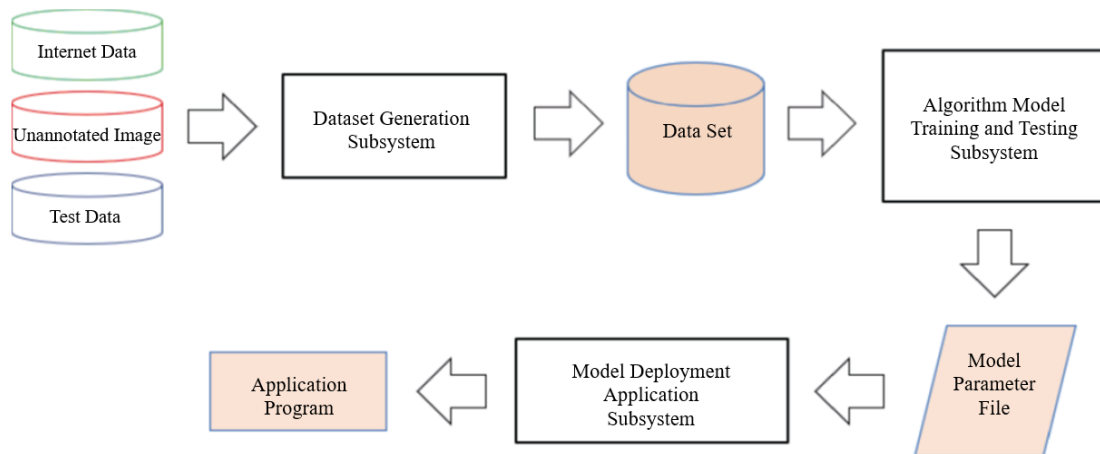 Internet Data
Unannotated Image
Test Data
Dataset Generation
Subsystem
Data Set
Algorithm Model
Training and Testing
Subsystem
Model
Parameter
File
Model Deployment
Application
Subsystem
Application
Program